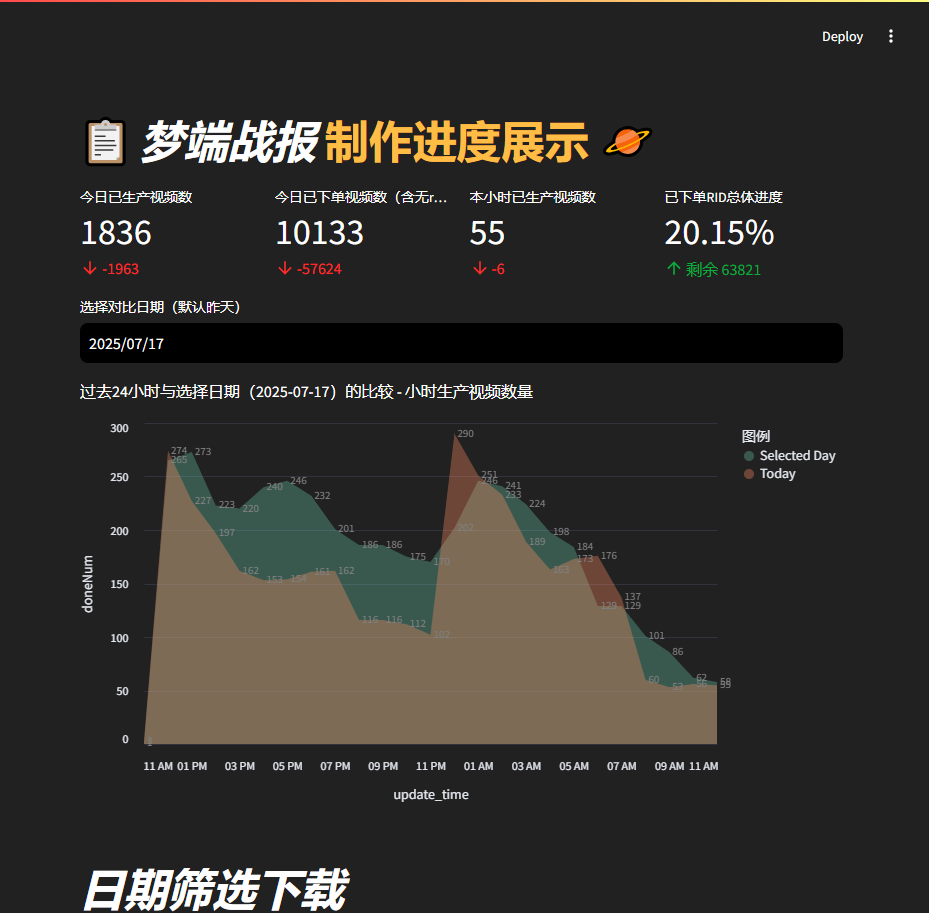 Deploy
梦端战报 制作进度展示
今日已生产视频数
1836
-1963
今日已下单视频数（含无r...
10133
-57624
本小时已生产视频数
55
-6
已下单RID总体进度
20.15%
剩余 63821
选择对比日期（默认昨天）
2025/07/17
过去24小时与选择日期（2025-07-17）的比较 - 小时生产视频数量
图例
Selected Day
Today
doneNum
300
250
200
150
100
50
0
274 273
265
227 223 220 240 246 232 201 186 186 175 170
197 162 153 154 161 162 116 116 112 102
290
202
251
246 241
233 224 198 184
189 163 173 176
129 137
129
101 86 62 58
60 53 56 55
11 AM 01 PM 03 PM 05 PM 07 PM 09 PM 11 PM 01 AM 03 AM 05 AM 07 AM 09 AM 11 AM
update_time
日期筛选下载